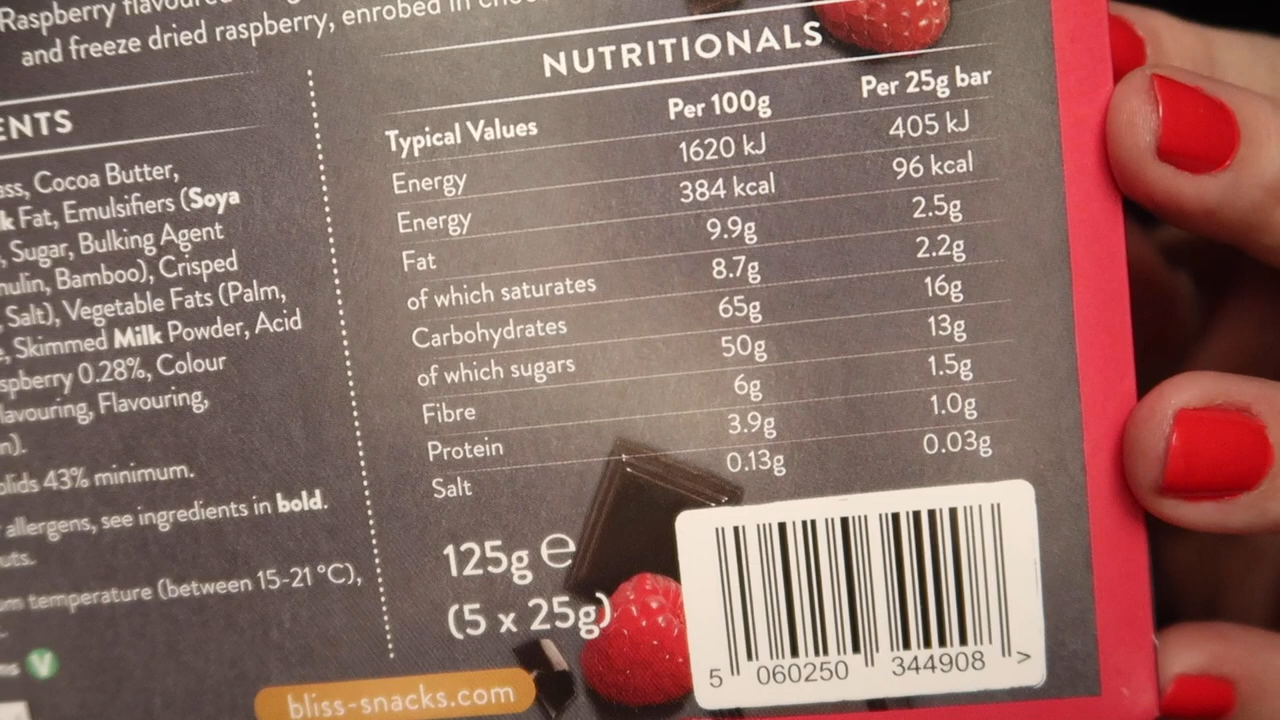 Raspberry
and freeze dried raspberry, enrobed in
ENTS
Cocoa Butter,
Fat, Emulsifiers (Soya
Sugar, Bulking Agent
Bamboo), Crisped
Salt), Vegetable Fats (Palm,
Skimmed Milk Powder, Acid
0.28%, Colour
Flavouring,
43% minimum.
allergens, see ingredients in bold.
temperature (between 15-21 °C),
V
NUTRITIONALS
Typical Values Per 100g Per 25g bar
Energy 1620 kJ 405 kJ
Energy 384 kcal 96 kcal
Fat 9.9g 2.5g
of which saturates 8.7g 2.2g
Carbohydrates 65g 16g
of which sugars 50g 13g
Fibre 6g 1.5g
Protein 3.9g 1.0g
Salt 0.13g 0.03g
125g e
(5 x 25g)
5 060250 344908 >
bliss-snacks.com